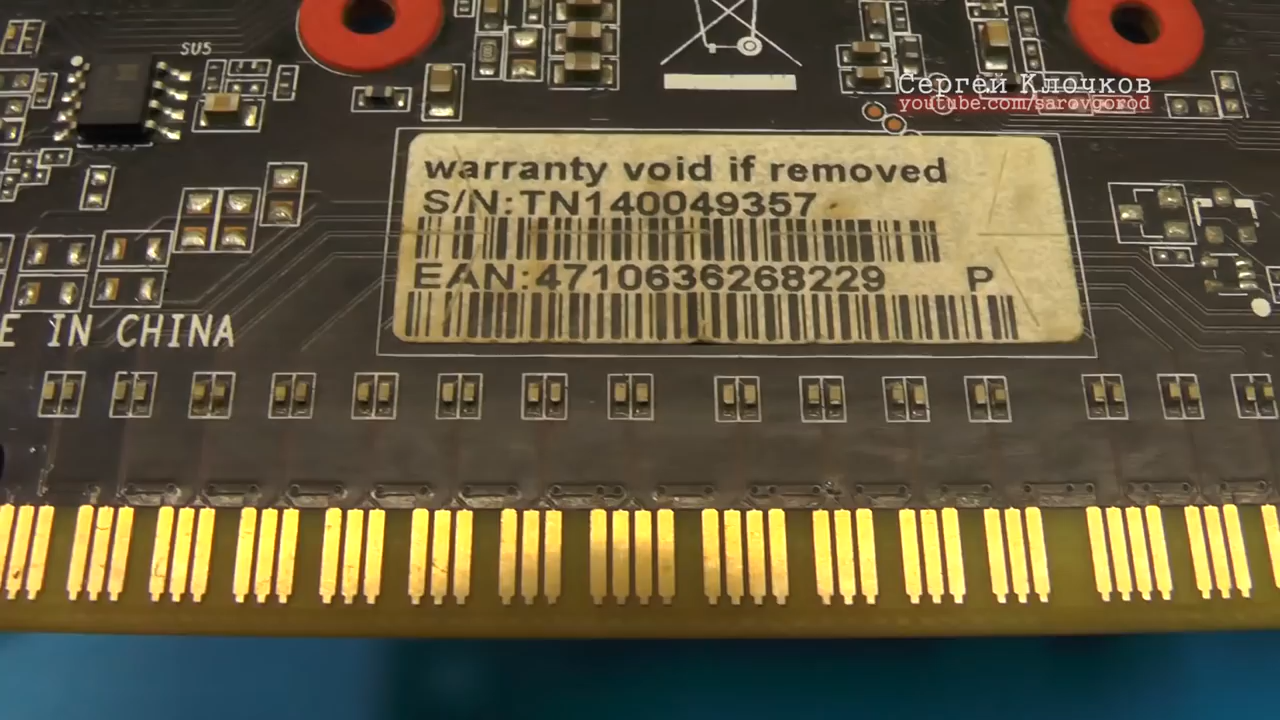 SU5
Сергей Клочков
youtube.com/sarovgorod
warranty void if removed
S/N:TN140049357
EAN:4710636268229 P
E IN CHINA